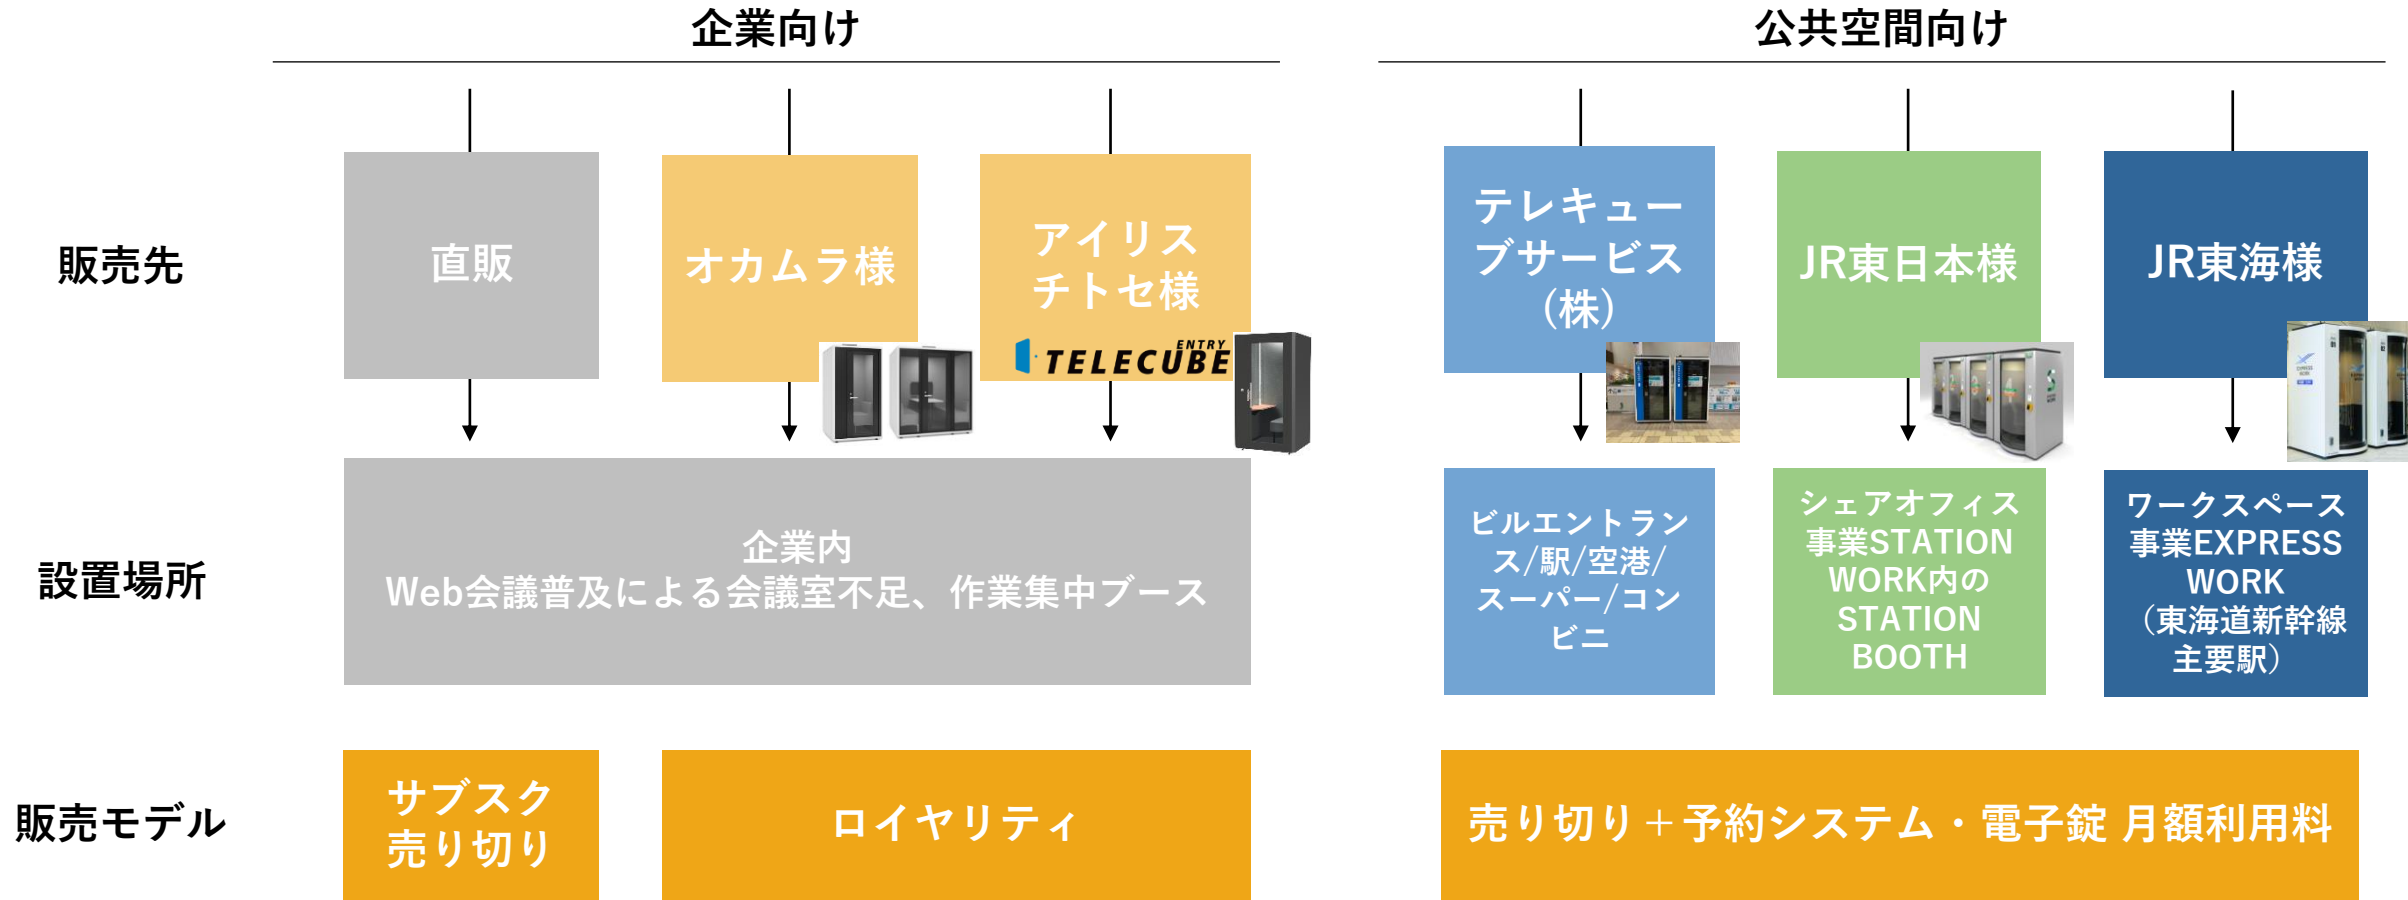 企業向け
公共空間向け
販売先
直販
オカムラ様
アイリス
チトセ様
ENTRY
TELECUBE
テレキュー
ブサービス
（株）
JR東日本様
JR東海様
設置場所
企業内
Web会議普及による会議室不足、作業集中ブース
ビルエントラン
ス/駅/空港/
スーパー/コン
ビニ
シェアオフィス
事業STATION
WORK内の
STATION
BOOTH
ワークスペース
事業EXPRESS
WORK
（東海道新幹線
主要駅）
販売モデル
サブスク
売り切り
ロイヤリティ
売り切り＋予約システム・電子錠 月額利用料